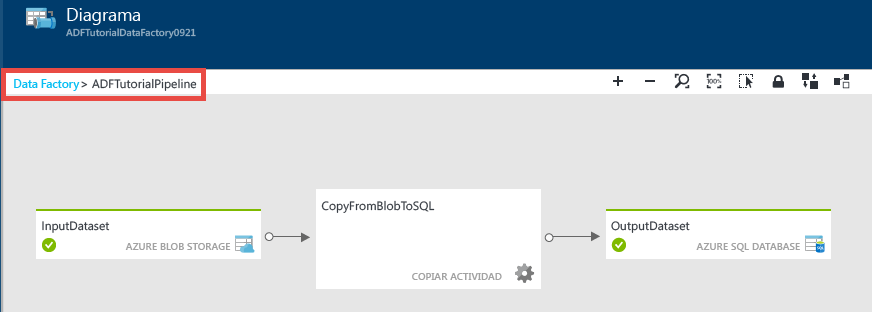 Diagrama
ADFTutorialDataFactory0921
Data Factory> ADFTutorialPipeline
100%
CopyFromBlobToSQL
InputDataset
OutputDataset
AZURE BLOB STORAGE
AZURE SQL DATABASE
COPIAR ACTIVIDAD